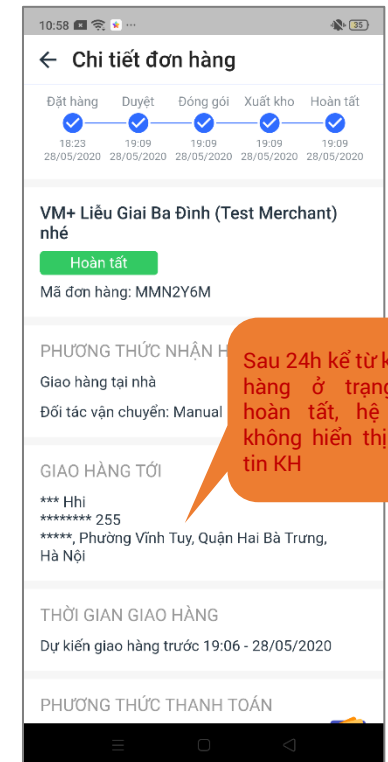 10:58
35
Chi tiết đơn hàng
Đặt hàng Duyệt Đóng gói Xuất kho Hoàn tất
18:23 19:09 19:09 19:09 19:09
28/05/2020 28/05/2020 28/05/2020 28/05/2020 28/05/2020
VM+ Liễu Giai Ba Đình (Test Merchant)
nhé
Hoàn tất
Mã đơn hàng: MMN2Y6M
PHƯƠNG THỨC NHẬN H
Giao hàng tại nhà
Đối tác vận chuyển: Manual
Sau 24h kể từ k
hàng ở trạng
hoàn tất, hệ
không hiển thị
tin KH
GIAO HÀNG TỚI
*** Hhi
******** 255
*****, Phường Vĩnh Tuy, Quận Hai Bà Trưng,
Hà Nội
THỜI GIAN GIAO HÀNG
Dự kiến giao hàng trước 19:06 - 28/05/2020
PHƯƠNG THỨC THANH TOÁN